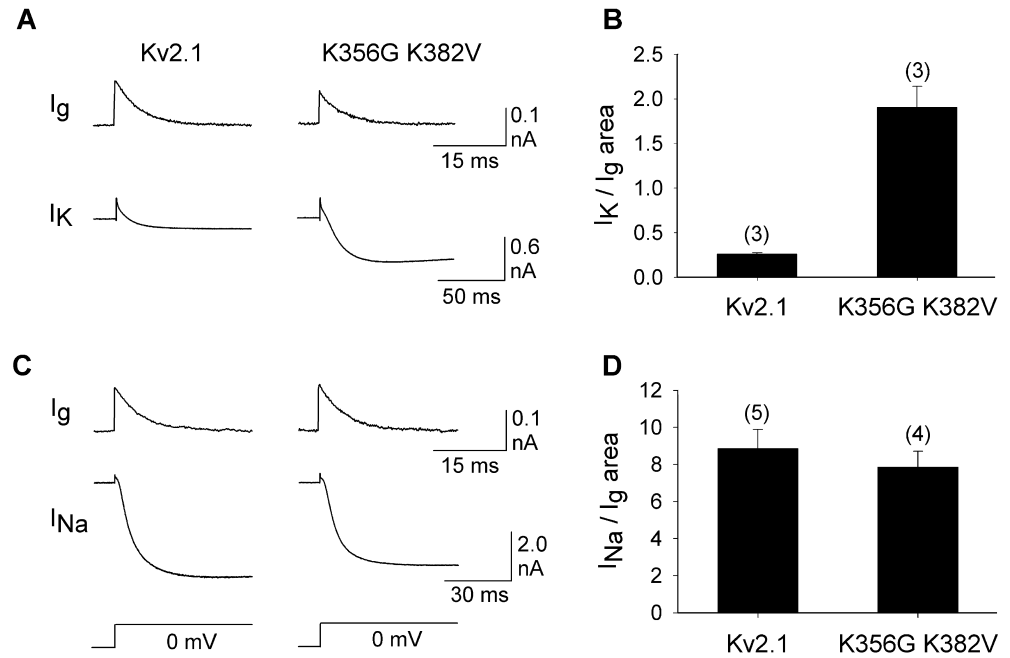 A
Kv2.1 K356G K382V
Ig
0.1
nA
15 ms
IK
0.6
nA
50 ms
B
IK / Ig area
2.5
2.0
1.5
1.0
0.5
0.0
(3)
(3)
Kv2.1 K356G K382V
C
Ig
0.1
nA
15 ms
INa
2.0
nA
30 ms
0 mV 0 mV
D
INa / Ig area
12
10
8
6
4
2
0
(5)
(4)
Kv2.1 K356G K382V